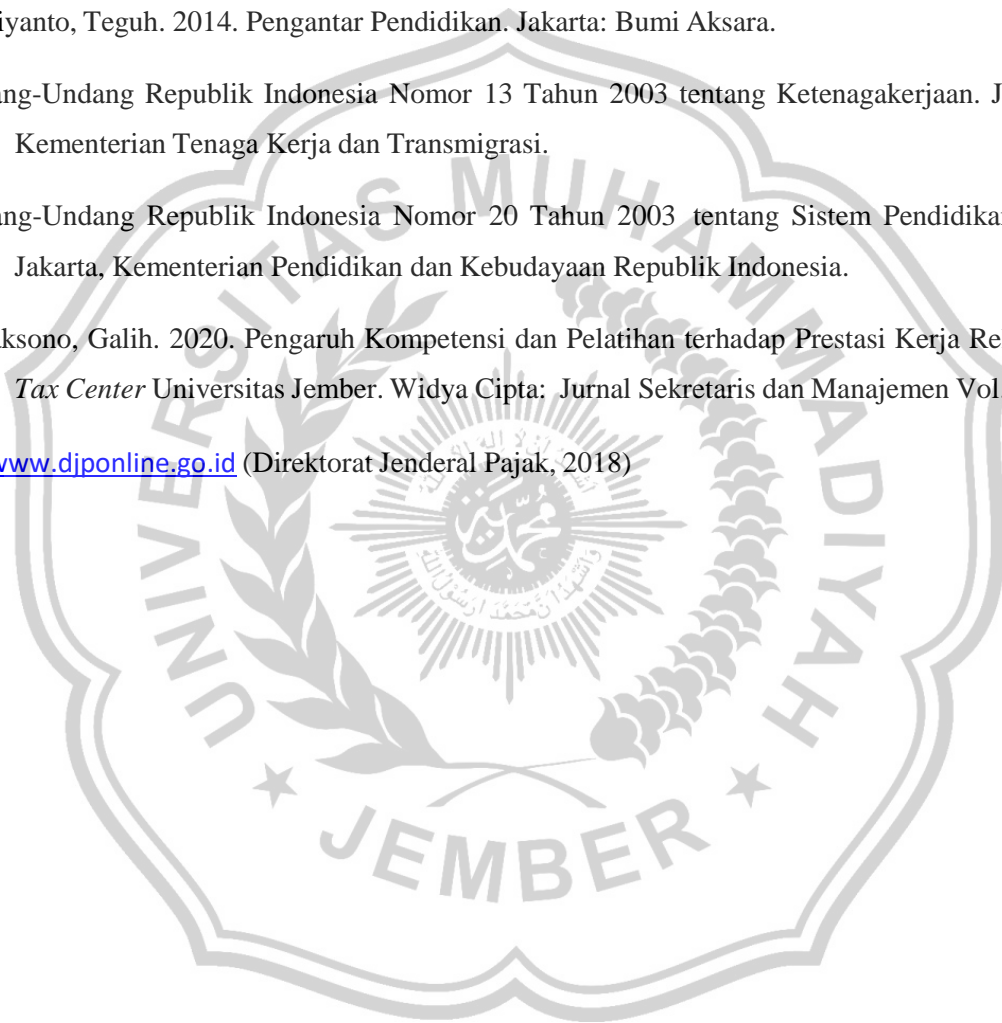 iyanto, Teguh. 2014. Pengantar Pendidikan. Jakarta: Bumi Aksara.
ang-Undang Republik Indonesia Nomor 13 Tahun 2003 tentang Ketenagakerjaan. J
Kementerian Tenaga Kerja dan Transmigrasi.
ang-Undang Republik Indonesia Nomor 20 Tahun 2003 tentang Sistem Pendidikan
Jakarta, Kementerian Pendidikan dan Kebudayaan Republik Indonesia.
aksono, Galih. 2020. Pengaruh Kompetensi dan Pelatihan terhadap Prestasi Kerja Re
Tax Center Universitas Jember. Widya Cipta: Jurnal Sekretaris dan Manajemen Vol.
www.djponline.go.id (Direktorat Jenderal Pajak, 2018)
UNIVERSITAS MUHAMMADIYAH
JEMBER